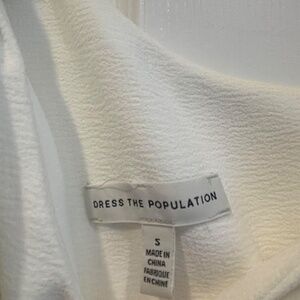 DRESS THE POPULATION
S
MADE IN
CHINA
FABRIQUÉ
EN CHINE